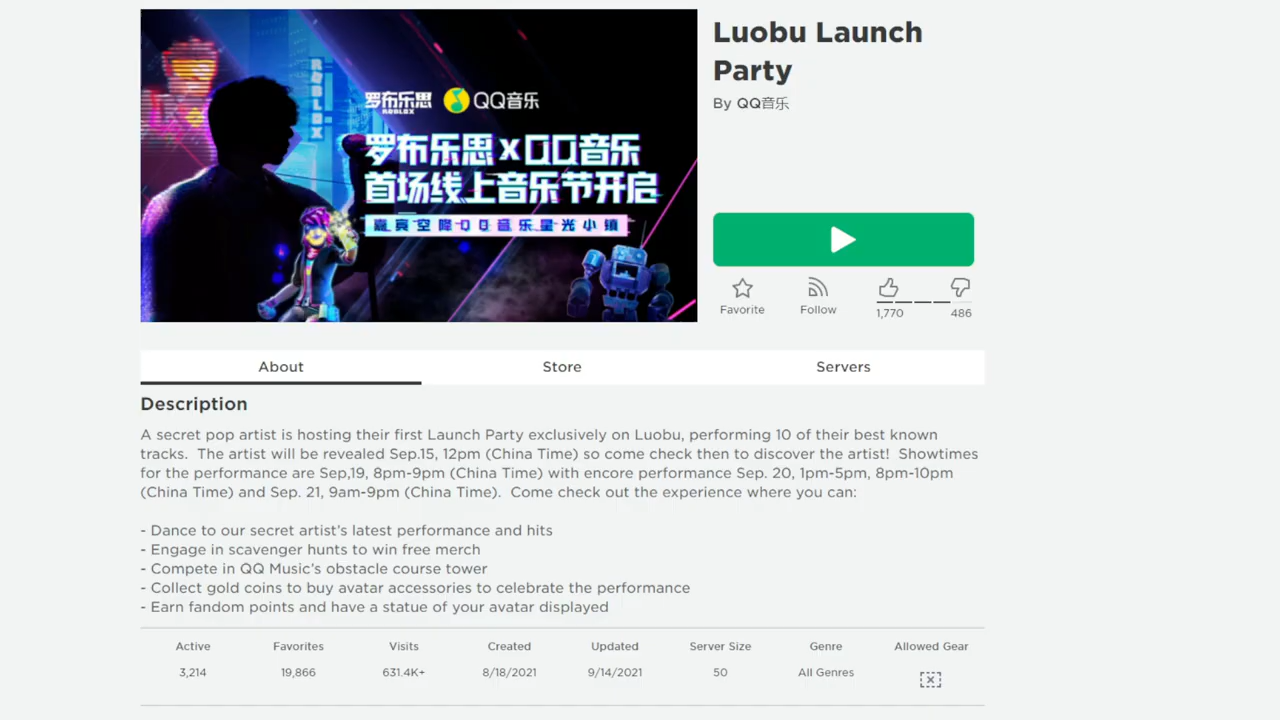 Luobu Launch
Party
By QQ音乐
ROBLOX
罗布乐思
ROBLOX
QQ音乐
罗布乐思 x QQ音乐
首场线上音乐节开启
嘉宾空降QQ音乐星光小镇
Favorite
Follow
1,770
486
About
Store
Servers
Description
A secret pop artist is hosting their first Launch Party exclusively on Luobu, performing 10 of their best known
tracks.  The artist will be revealed Sep.15, 12pm (China Time) so come check then to discover the artist!  Showtimes
for the performance are Sep,19, 8pm-9pm (China Time) with encore performance Sep. 20, 1pm-5pm, 8pm-10pm
(China Time) and Sep. 21, 9am-9pm (China Time).  Come check out the experience where you can:
- Dance to our secret artist’s latest performance and hits
- Engage in scavenger hunts to win free merch
- Compete in QQ Music’s obstacle course tower
- Collect gold coins to buy avatar accessories to celebrate the performance
- Earn fandom points and have a statue of your avatar displayed
Active
Favorites
Visits
Created
Updated
Server Size
Genre
Allowed Gear
3,214
19,866
631.4K+
8/18/2021
9/14/2021
50
All Genres